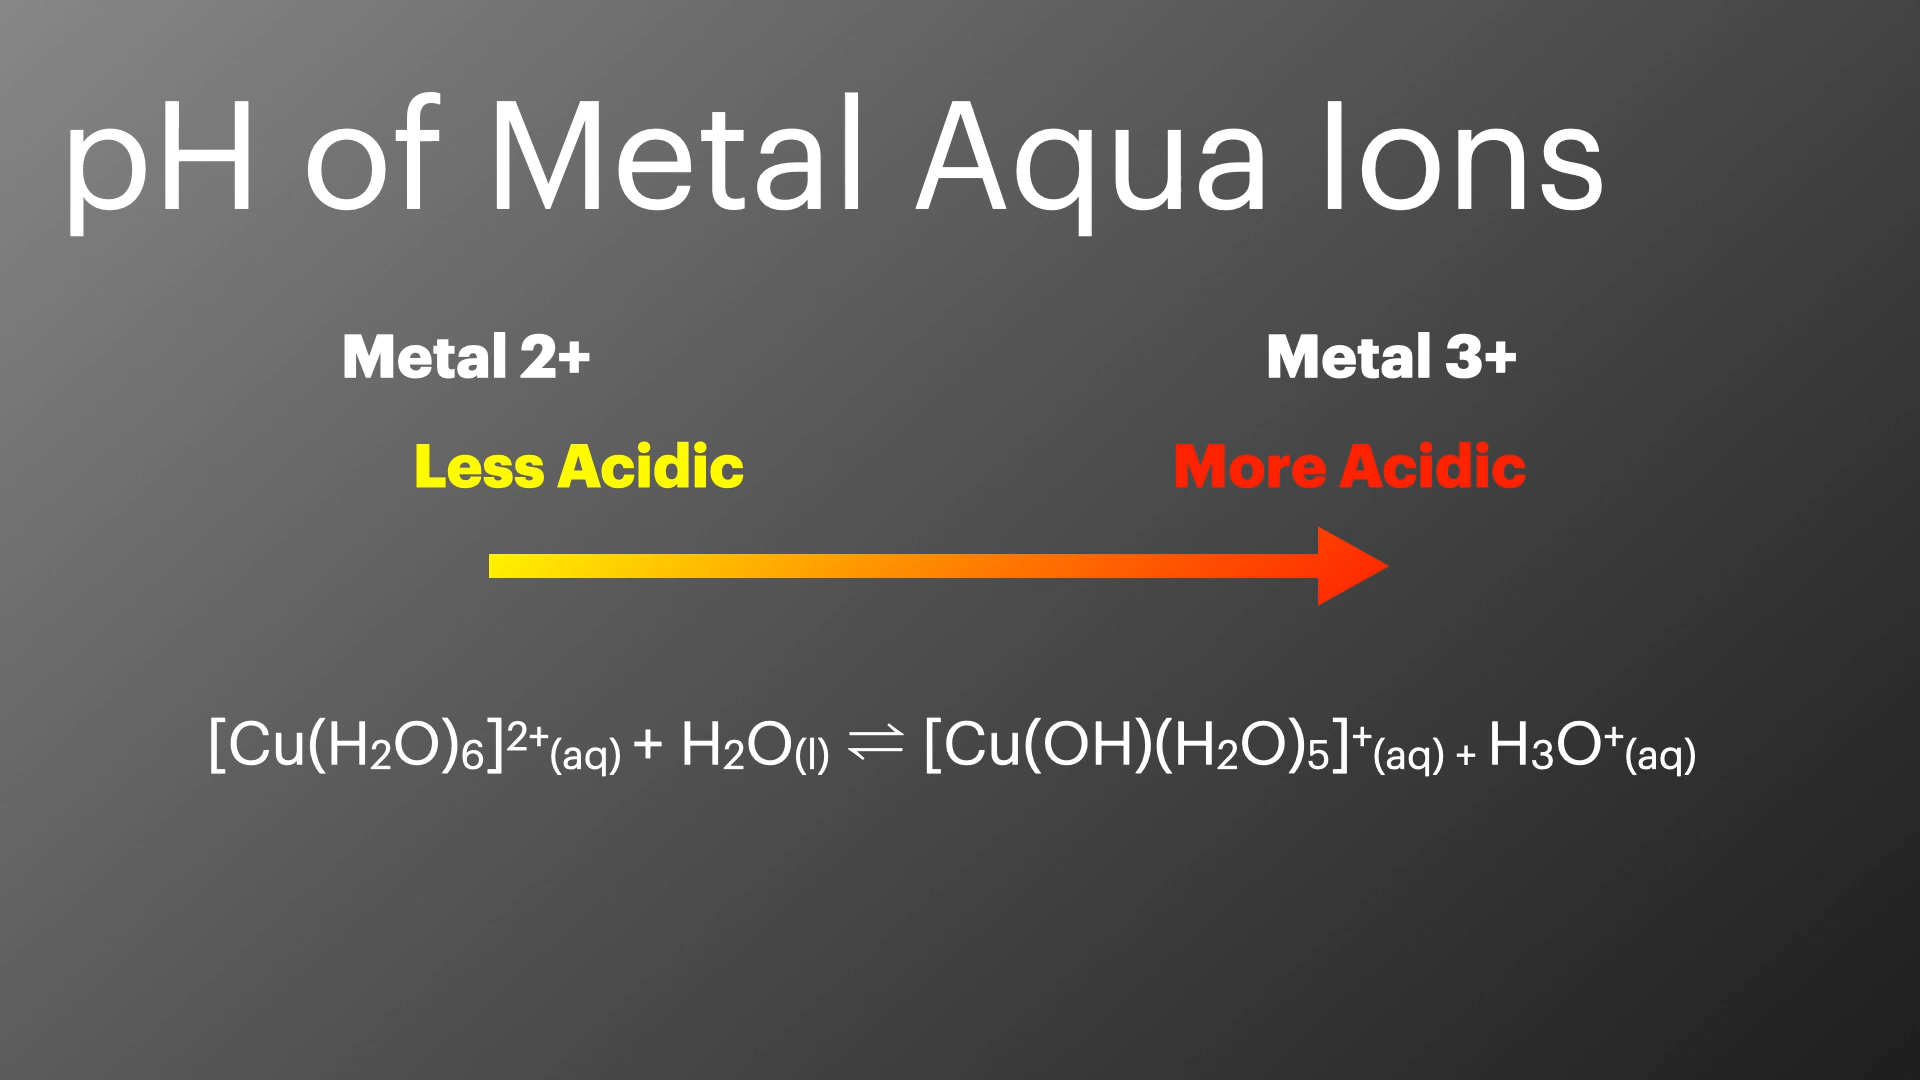 pH of Metal Aqua Ions
Metal 2+ Metal 3+
Less Acidic More Acidic
[Cu(H₂O)₆]²⁺(aq) + H₂O(l) ⇌ [Cu(OH)(H₂O)₅]⁺(aq) + H₃O⁺(aq)